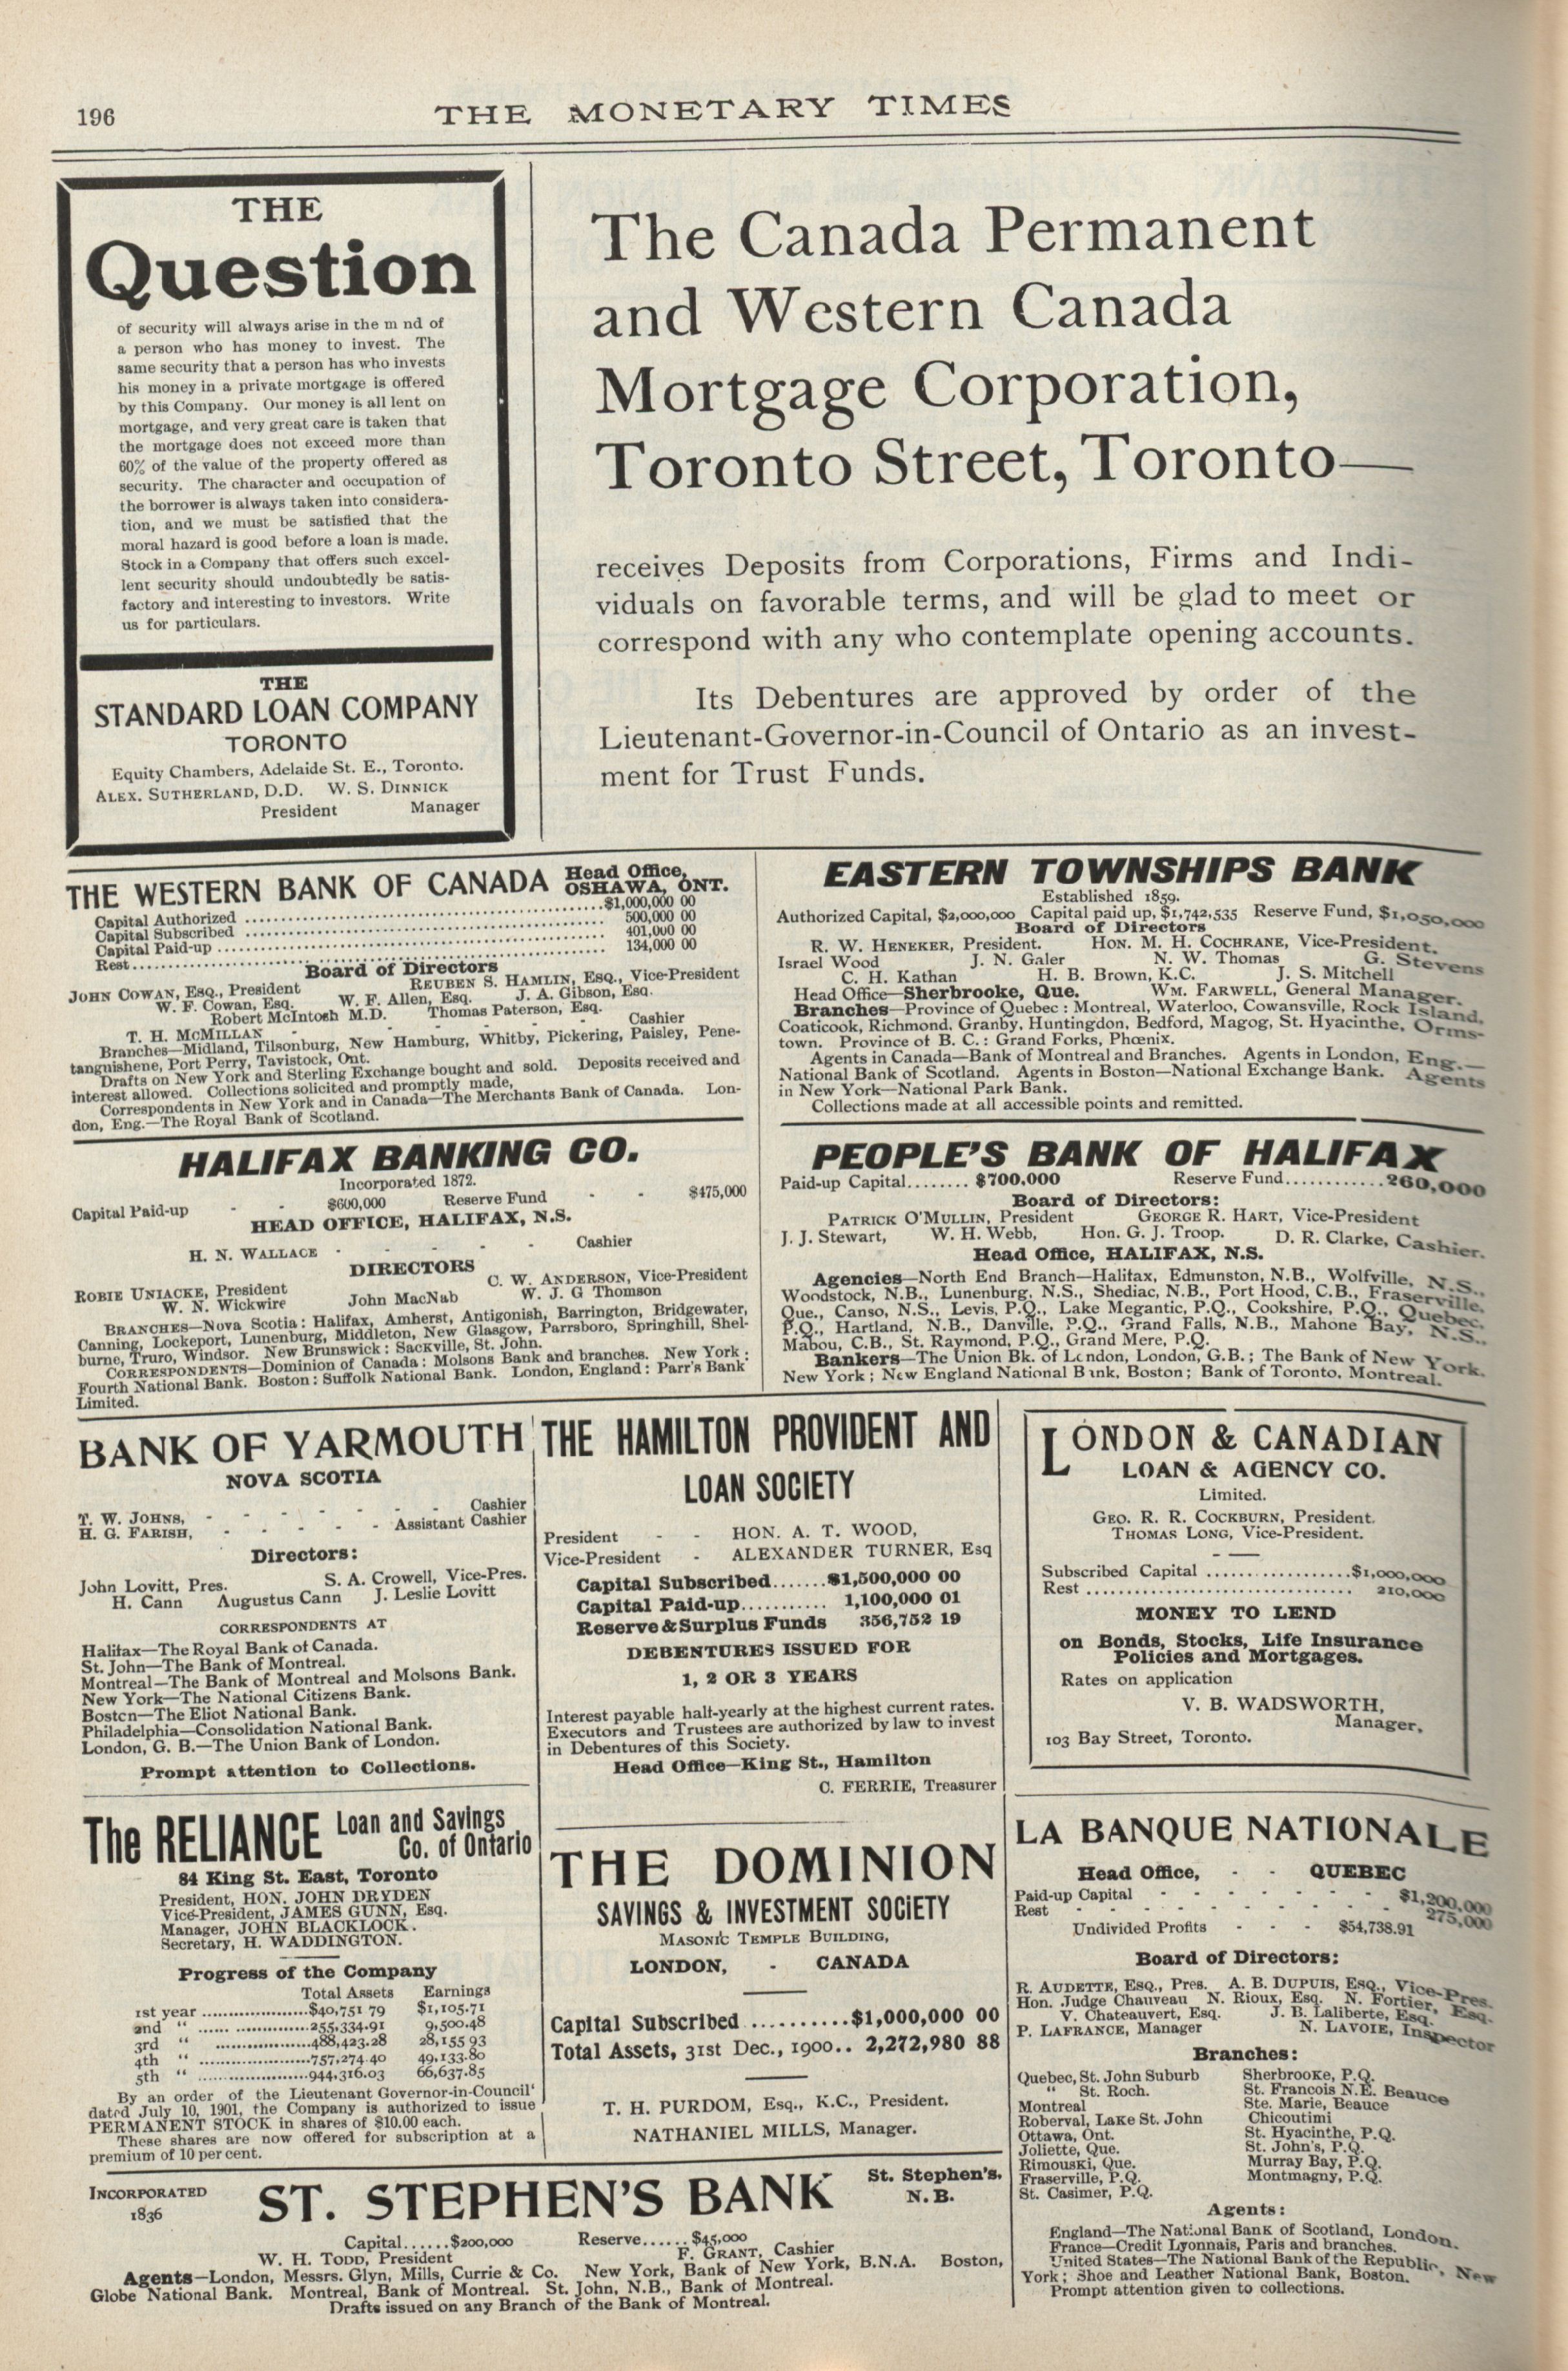 196
THE MONETARY TIMES
THE
Question
of security will always arise in the m nd of
a person who has money to invest. The
same security that a person has who invests
his money in a private mortgage is offered
by this Company. Our money is all lent on
mortgage, and very great care is taken that
the mortgage does not exceed more than
60% of the value of the property offered as
security. The character and occupation of
the borrower is always taken into considera-
tion, and we must be satisfied that the
moral hazard is good before a loan is made.
Stock in a Company that offers such excel-
lent security should undoubtedly be satis-
factory and interesting to investors. Write
us for particulars.
THE
STANDARD LOAN COMPANY
TORONTO
Equity Chambers, Adelaide St. E., Toronto.
ALEX. SUTHERLAND, D.D. W. S. DINNICK
President Manager
The Canada Permanent
and Western Canada
Mortgage Corporation,
Toronto Street, Toronto—
receives Deposits from Corporations, Firms and Indi-
viduals on favorable terms, and will be glad to meet or
correspond with any who contemplate opening accounts.
Its Debentures are approved by order of the
Lieutenant-Governor-in-Council of Ontario as an invest-
ment for Trust Funds.
THE WESTERN BANK OF CANADA Head Office,
OSHAWA, ONT.
Capital Authorized ........ $1,000,000 00
Capital Subscribed ........ 500,000 00
Capital Paid-up ........ 401,000 00
Rest ........ 134,000 00
Board of Directors
JOHN COWAN, ESQ., President REUBEN S. HAMLIN, ESQ., Vice-President
W. F. Cowan, Esq. W. F. Allen, Esq. J. A. Gibson, Esq.
Robert McIntosh M.D. Thomas Paterson, Esq.
T. H. MCMILLAN - - - - Cashier
Branches—Midland, Tilsonburg, New Hamburg, Whitby, Pickering, Paisley, Pene-
tanguishene, Port Perry, Tavistock, Ont.
Drafts on New York and Sterling Exchange bought and sold. Deposits received and
interest allowed. Collections solicited and promptly made,
Correspondents in New York and in Canada—The Merchants Bank of Canada. Lon-
don, Eng.—The Royal Bank of Scotland.
EASTERN TOWNSHIPS BANK
Established 1859.
Authorized Capital, $2,000,000 Capital paid up, $1,742,535 Reserve Fund, $1,050,000
Board of Directors
R. W. HENEKER, President. HON. M. H. COCHRANE, Vice-President.
Israel Wood J. N. Galer N. W. Thomas G. Stevens
C. H. Kathan H. B. Brown, K.C. J. S. Mitchell
Head Office—Sherbrooke, Que. WM. FARWELL, General Manager.
Branches—Province of Quebec: Montreal, Waterloo, Cowansville, Rock Island,
Coaticook, Richmond, Granby, Huntingdon, Bedford, Magog, St. Hyacinthe, Orms-
town. Province of B. C.: Grand Forks, Phœnix.
Agents in Canada—Bank of Montreal and Branches. Agents in London, Eng.—
National Bank of Scotland. Agents in Boston—National Exchange Bank. Agents
in New York—National Park Bank.
Collections made at all accessible points and remitted.
HALIFAX BANKING CO.
Incorporated 1872.
Capital Paid-up - - $600,000 Reserve Fund - - $475,000
HEAD OFFICE, HALIFAX, N.S.
H. N. WALLACE - - - - Cashier
DIRECTORS
ROBIE UNIACKE, President C. W. ANDERSON, Vice-President
W. N. Wickwire John MacNab W. J. G Thomson
BRANCHES—Nova Scotia: Halifax, Amherst, Antigonish, Barrington, Bridgewater,
Canning, Lockeport, Lunenburg, Middleton, New Glasgow, Parrsboro, Springhill, Shel-
burne, Truro, Windsor. New Brunswick: Sackville, St. John.
CORRESPONDENTS—Dominion of Canada: Molsons Bank and branches. New York:
Fourth National Bank. Boston: Suffolk National Bank. London, England: Parr's Bank
Limited.
PEOPLE'S BANK OF HALIFAX
Paid-up Capital........ $700,000 Reserve Fund............260,000
Board of Directors:
PATRICK O'MULLIN, President GEORGE R. HART, Vice-President
J. J. Stewart, W. H. Webb, Hon. G. J. Troop. D. R. Clarke, Cashier.
Head Office, HALIFAX, N.S.
Agencies—North End Branch—Halifax, Edmunston, N.B., Wolfville, N.S.,
Woodstock, N.B., Lunenburg, N.S., Shediac, N.B., Port Hood, C.B., Fraserville,
Que., Canso, N.S., Levis, P.Q., Lake Megantic, P.Q., Cookshire, P.Q., Quebec,
P.Q., Hartland, N.B., Danville, P.Q., Grand Falls, N.B., Mahone Bay, N.S.,
Mabou, C.B., St. Raymond, P.Q., Grand Mere, P.Q.
Bankers—The Union Bk. of London, London, G.B.; The Bank of New York.
New York; New England National Bank, Boston; Bank of Toronto, Montreal.
BANK OF YARMOUTH
NOVA SCOTIA
T. W. JOHNS, - - - - Cashier
H. G. FARISH, - - - - Assistant Cashier
Directors:
John Lovitt, Pres. S. A. Crowell, Vice-Pres.
H. Cann Augustus Cann J. Leslie Lovitt
CORRESPONDENTS AT
Halifax—The Royal Bank of Canada.
St. John—The Bank of Montreal.
Montreal—The Bank of Montreal and Molsons Bank.
New York—The National Citizens Bank.
Boston—The Eliot National Bank.
Philadelphia—Consolidation National Bank.
London, G. B.—The Union Bank of London.
Prompt attention to Collections.
THE HAMILTON PROVIDENT AND
LOAN SOCIETY
President - - HON. A. T. WOOD,
Vice-President - ALEXANDER TURNER, Esq
Capital Subscribed.......$1,500,000 00
Capital Paid-up........... 1,100,000 01
Reserve & Surplus Funds 356,752 19
DEBENTURES ISSUED FOR
1, 2 OR 3 YEARS
Interest payable half-yearly at the highest current rates.
Executors and Trustees are authorized by law to invest
in Debentures of this Society.
Head Office—King St., Hamilton
C. FERRIE, Treasurer
LONDON & CANADIAN
LOAN & AGENCY CO.
Limited.
GEO. R. R. COCKBURN, President.
THOMAS LONG, Vice-President.
Subscribed Capital ..................$1,000,000
Rest ................................ 210,000
MONEY TO LEND
on Bonds, Stocks, Life Insurance
Policies and Mortgages.
Rates on application
V. B. WADSWORTH,
Manager,
103 Bay Street, Toronto.
The RELIANCE Loan and Savings
Co. of Ontario
84 King St. East, Toronto
President, HON. JOHN DRYDEN
Vice-President, JAMES GUNN, Esq.
Manager, JOHN BLACKLOCK.
Secretary, H. WADDINGTON.
Progress of the Company
Total Assets Earnings
1st year ....................$40,751 79 $1,105.71
2nd " ....................255,334.91 9,500.48
3rd " ..................488,423.28 28,155 93
4th " .....................757,274.40 49,133.80
5th " .....................944,316.03 66,637.85
By an order of the Lieutenant Governor-in-Council'
dated July 10, 1901, the Company is authorized to issue
PERMANENT STOCK in shares of $10.00 each.
These shares are now offered for subscription at a
premium of 10 per cent.
THE DOMINION
SAVINGS & INVESTMENT SOCIETY
MASONIC TEMPLE BUILDING,
LONDON, - CANADA
Capital Subscribed ...........$1,000,000 00
Total Assets, 31st Dec., 1900.. 2,272,980 88
T. H. PURDOM, Esq., K.C., President.
NATHANIEL MILLS, Manager.
LA BANQUE NATIONALE
Head Office, - - QUEBEC
Paid-up Capital - - - - - $1,200,000
Rest - - - - - 275,000
Undivided Profits - - - $54,738.91
Board of Directors:
R. AUDETTE, ESQ., Pres. A. B. DUPUIS, ESQ., Vice-Pres.
Hon. Judge Chauveau N. Rioux, Esq. N. Fortier, Esq.
V. Chateauvert, Esq. J. B. Laliberte, Esq.
P. LAFRANCE, Manager N. LAVOIE, Inspector
Branches:
Quebec, St. John Suburb Sherbrooke, P.Q.
" St. Roch. St. Francois N.E. Beauce
Montreal Ste. Marie, Beauce
Roberval, Lake St. John Chicoutimi
Ottawa, Ont. St. Hyacinthe, P.Q.
Joliette, Que. St. John's, P.Q.
Rimouski, Que. Murray Bay, P.Q.
Fraserville, P.Q. Montmagny, P.Q.
St. Casimer, P.Q.
Agents:
England—The National Bank of Scotland, London.
France—Credit Lyonnais, Paris and branches.
United States—The National Bank of the Republic, New
York; Shoe and Leather National Bank, Boston.
Prompt attention given to collections.
INCORPORATED
1836
ST. STEPHEN'S BANK St. Stephen's,
N.B.
Capital......$200,000 Reserve......$45,000
W. H. TODD, President F. GRANT, Cashier
Agents—London, Messrs. Glyn, Mills, Currie & Co. New York, Bank of New York, B.N.A. Boston,
Globe National Bank. Montreal, Bank of Montreal. St. John, N.B., Bank of Montreal.
Drafts issued on any Branch of the Bank of Montreal.